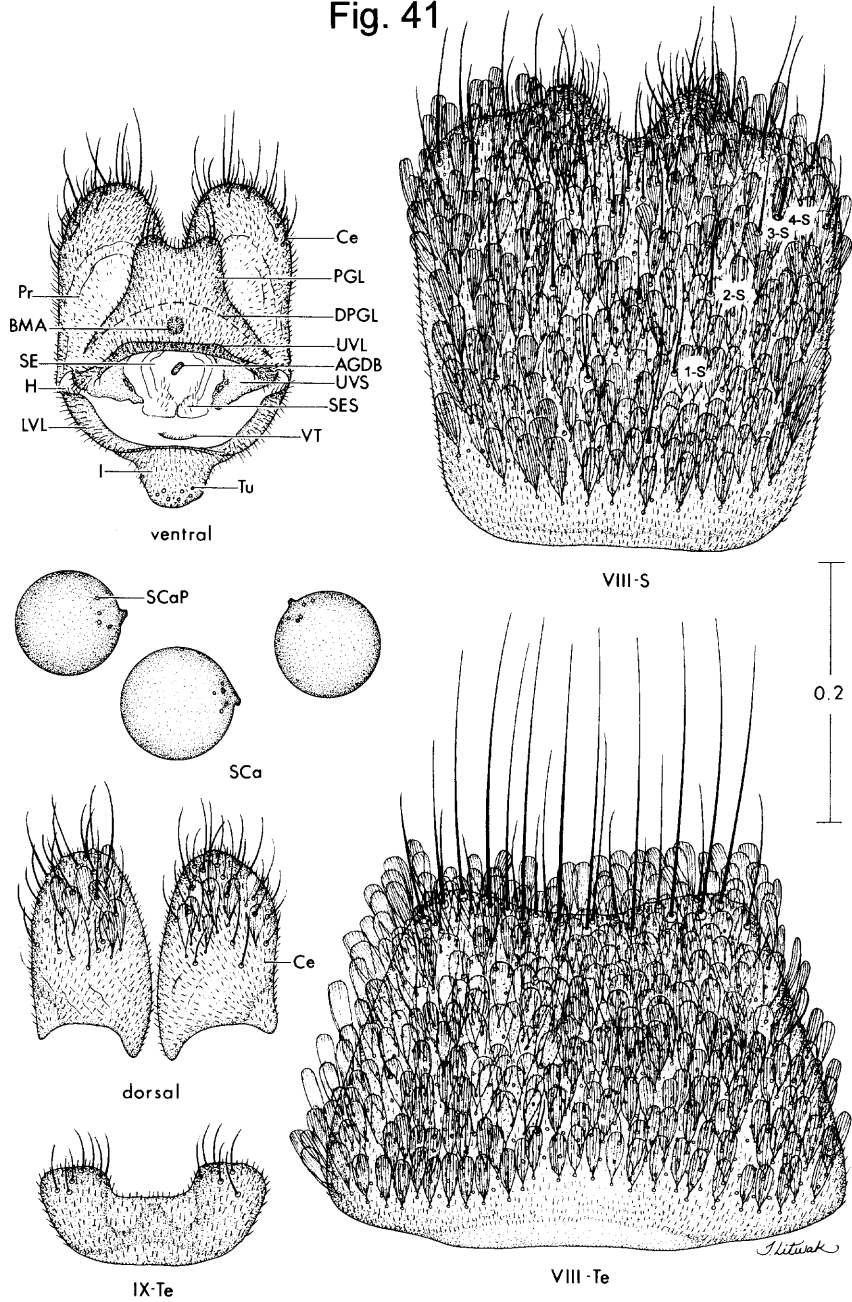 Fig. 41
Ce
PGL
Pr
DPGL
BMA
UVL
SE
AGDB
H
UVS
SES
LVL
VT
I
Tu
ventral
4-S
3-S
2-S
1-S
VIII-S
SCaP
SCa
0.2
Ce
dorsal
IX-Te
VIII-Te
T. Litwak